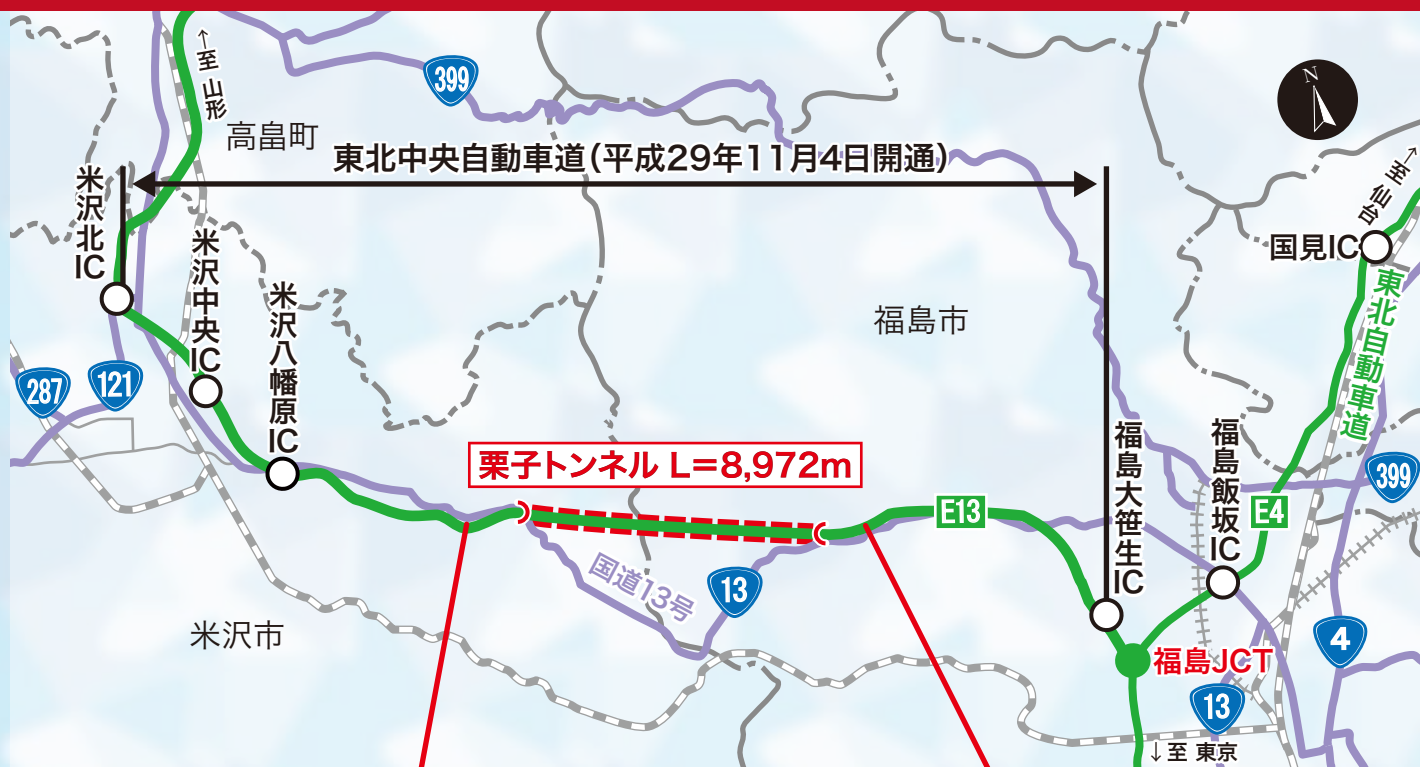 ←至 山形
399
高畠町
東北中央自動車道(平成29年11月4日開通)
N
→至 仙台
米沢北IC
米沢中央IC
米沢八幡原IC
国見IC
東北自動車道
福島市
287
121
栗子トンネル L=8,972m
福島大笹生IC
福島飯坂IC
399
E13
E4
国道13号
13
米沢市
4
福島JCT
13
↓至 東京